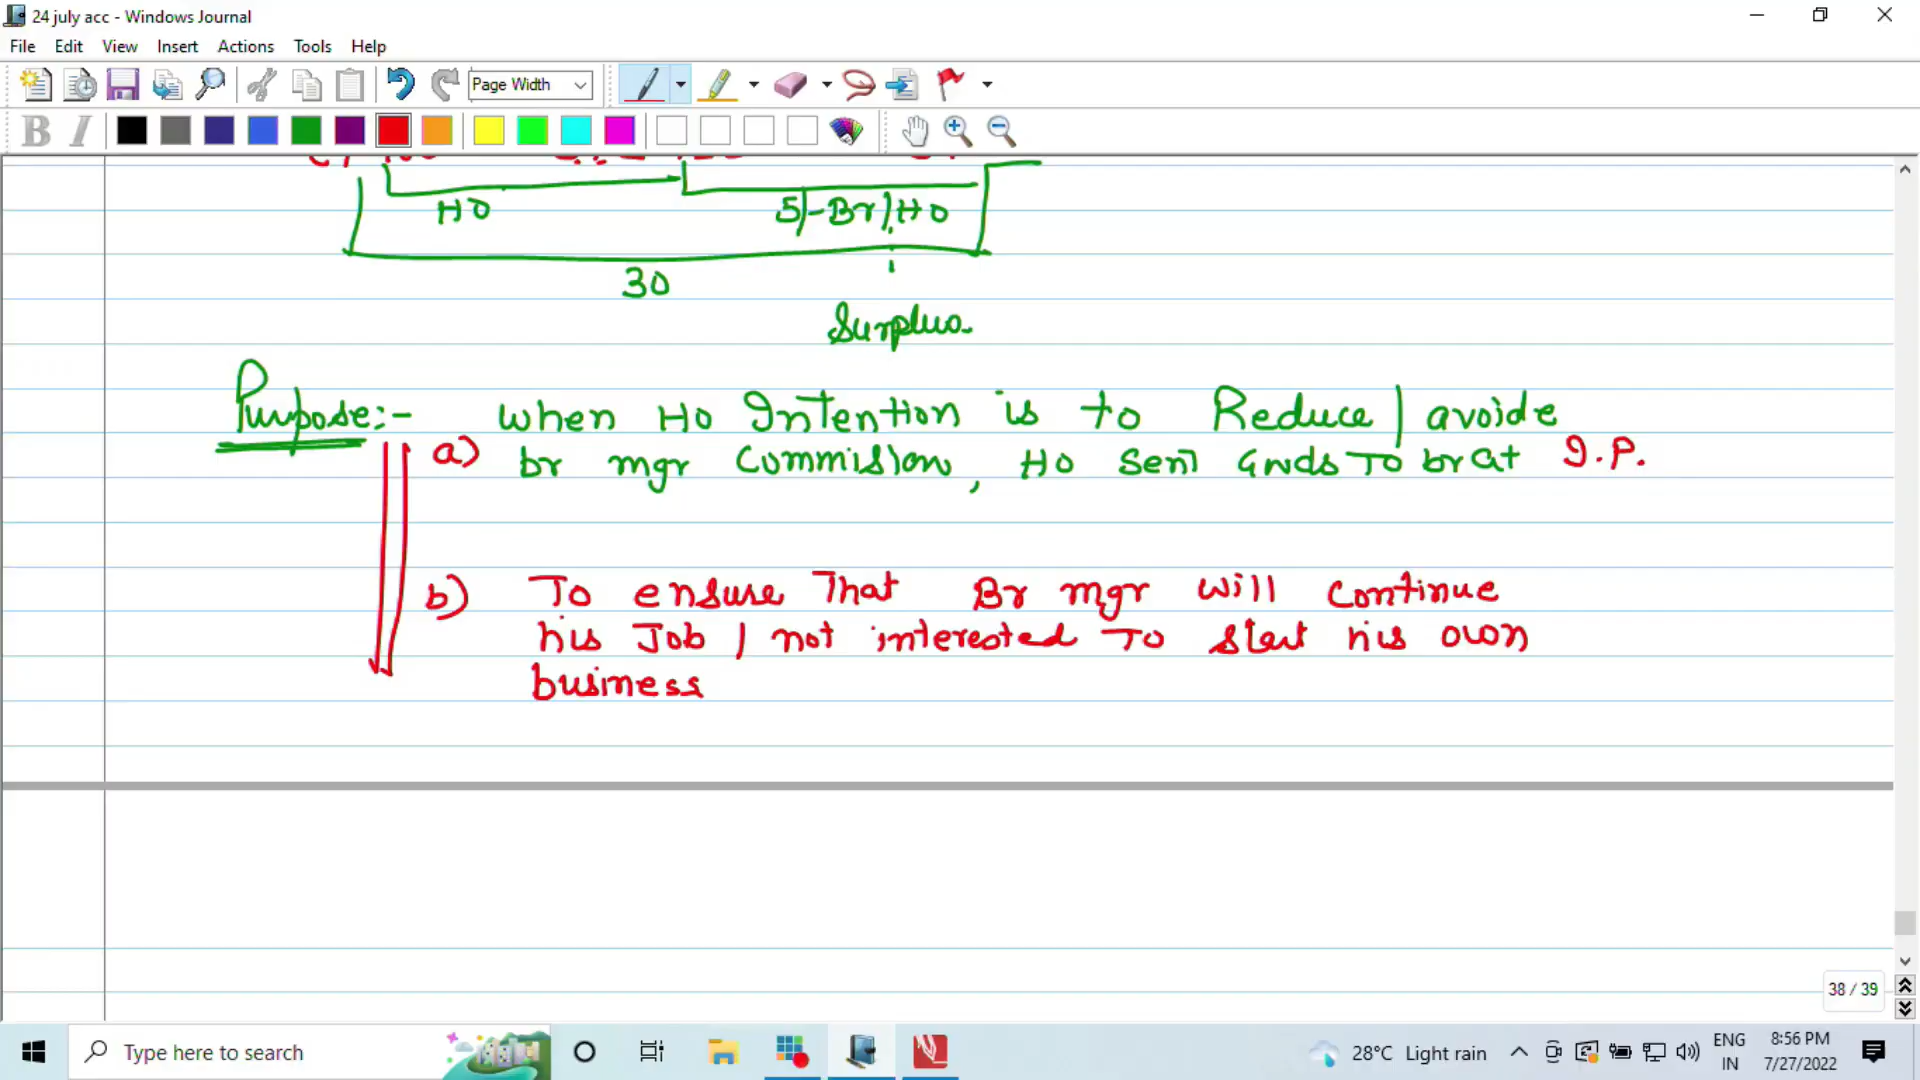 24 july acc - Windows Journal
File Edit View Insert Actions Tools Help
Page Width
B I
HO 5/-Br/HO
30
Surplus
Purpose:- when HO Intention is to Reduce / avoide
a) br mgr Commission, HO Sent Gnds To br at I.P.
b) To ensure That Br mgr will continue
his Job / not interested To Start his own
business
38 / 39
Type here to search
28°C Light rain
ENG
IN
8:56 PM
7/27/2022